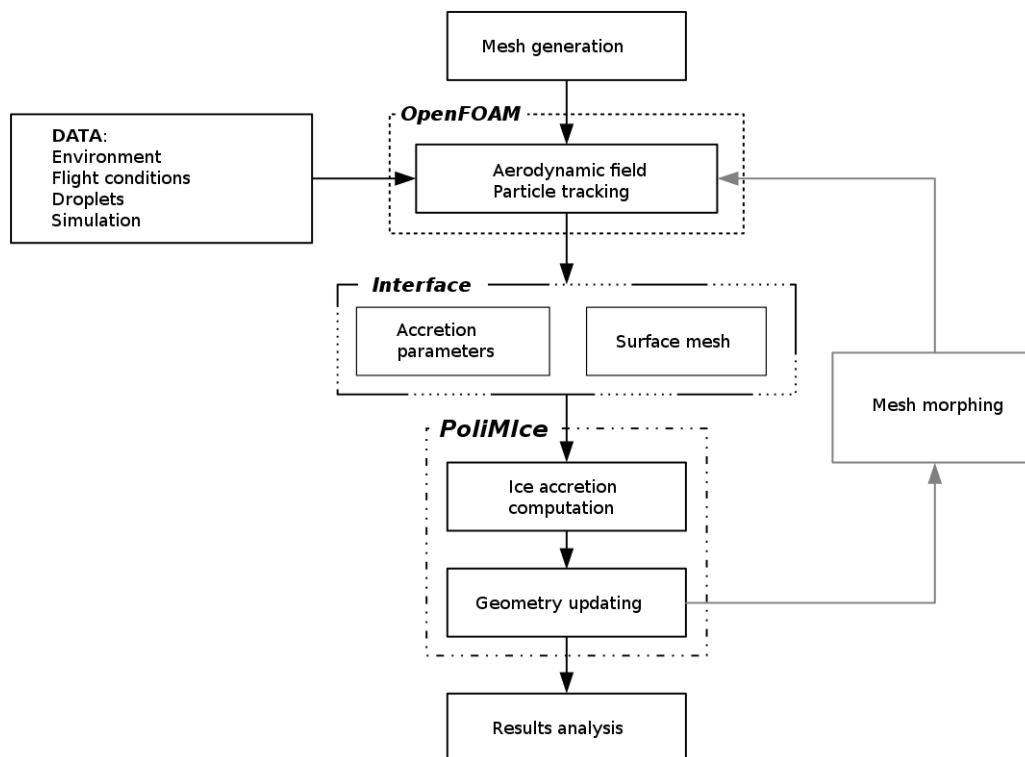 Mesh generation
OpenFOAM
DATA:
Environment
Flight conditions
Droplets
Simulation
Aerodynamic field
Particle tracking
Interface
Accretion
parameters
Surface mesh
Mesh morphing
PoliMIce
Ice accretion
computation
Geometry updating
Results analysis